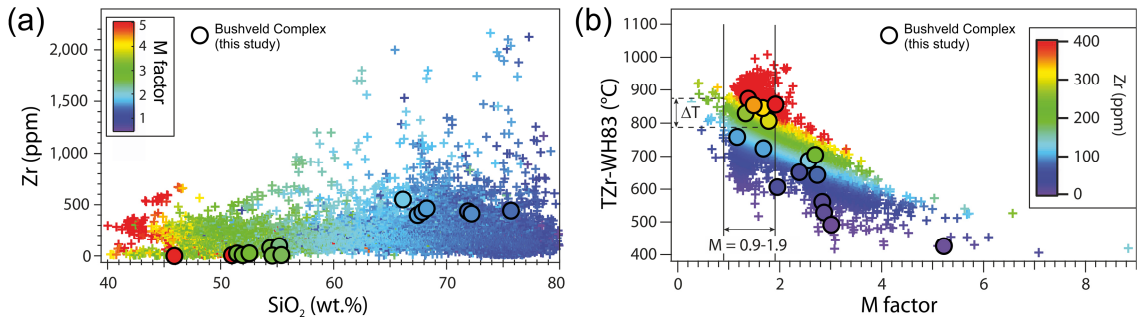 (a)
2,000
1,500
1,000
500
0
Zr (ppm)
5
4
3
2
1
M factor
Bushveld Complex
(this study)
40
50
60
70
80
SiO2 (wt.%)
(b)
1100
1000
900
800
700
600
500
400
TZr-WH83 (°C)
ΔT
M = 0.9-1.9
Bushveld Complex
(this study)
400
300
200
100
0
Zr (ppm)
0
2
4
6
8
M factor